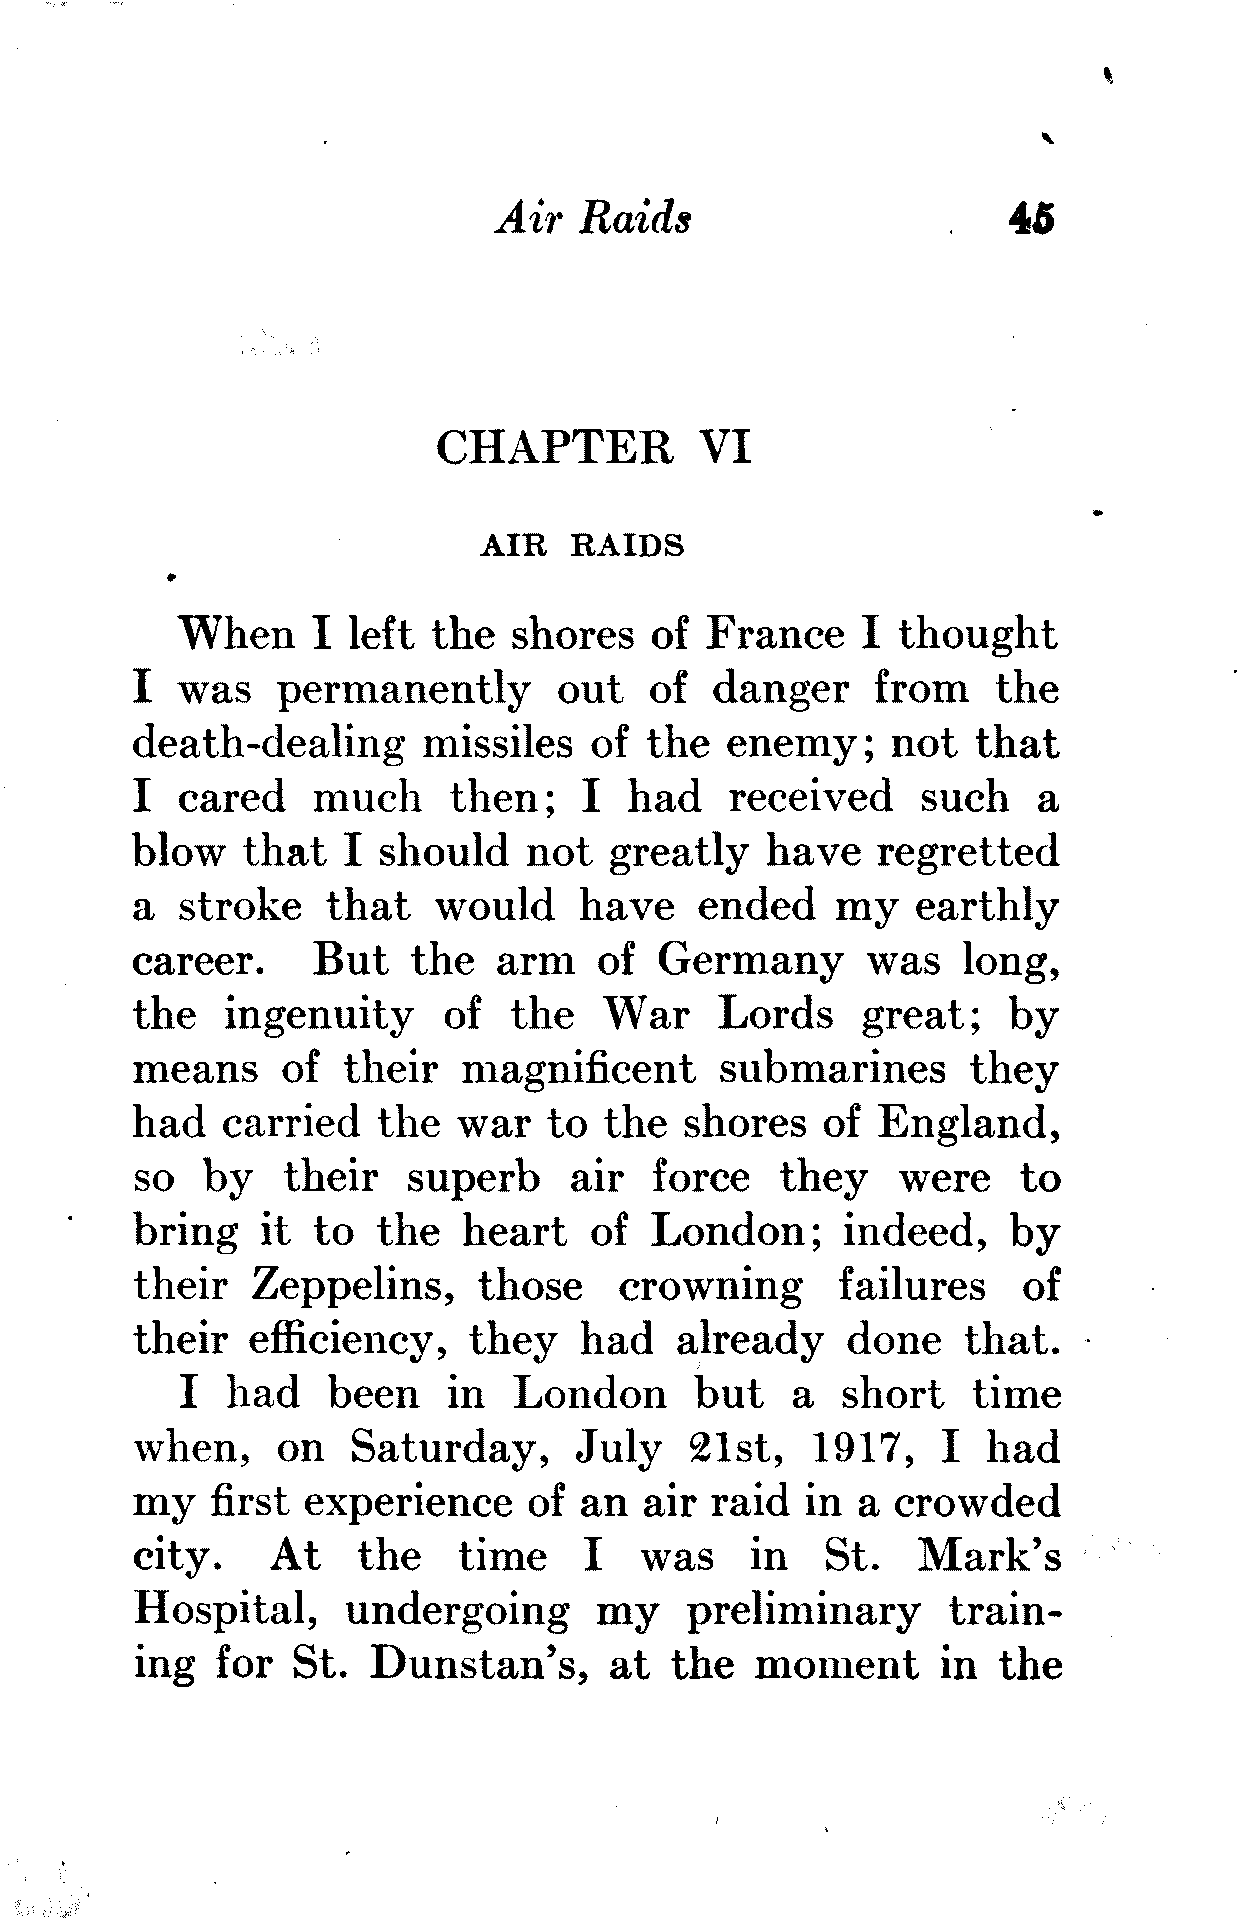 Air Raids 45
CHAPTER VI
AIR RAIDS
When I left the shores of France I thought
I was permanently out of danger from the
death-dealing missiles of the enemy; not that
I cared much then; I had received such a
blow that I should not greatly have regretted
a stroke that would have ended my earthly
career. But the arm of Germany was long,
the ingenuity of the War Lords great; by
means of their magnificent submarines they
had carried the war to the shores of England,
so by their superb air force they were to
bring it to the heart of London; indeed, by
their Zeppelins, those crowning failures of
their efficiency, they had already done that.
I had been in London but a short time
when, on Saturday, July 21st, 1917, I had
my first experience of an air raid in a crowded
city. At the time I was in St. Mark's
Hospital, undergoing my preliminary train-
ing for St. Dunstan's, at the moment in the